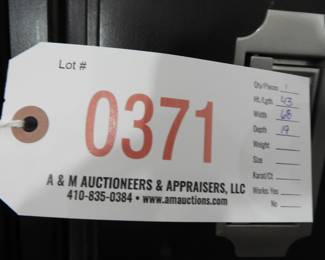 Lot #
0371
A & M AUCTIONEERS & APPRAISERS, LLC
410-835-0384 • www.amauctions.com
Qty/Pieces 1
Ht./Lgth. 43
Width 68
Depth 19
Weight
Size
Karat/Ct
Works: Yes
No